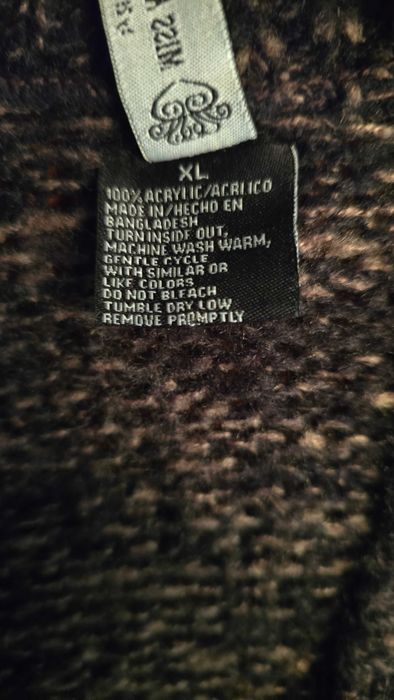 MISS
XL
100% ACRYLIC/ACRILICO
MADE IN/HECHO EN
BANGLADESH
TURN INSIDE OUT,
MACHINE WASH WARM,
GENTLE CYCLE
WITH SIMILAR OR
LIKE COLORS
DO NOT BLEACH
TUMBLE DRY LOW
REMOVE PROMPTLY